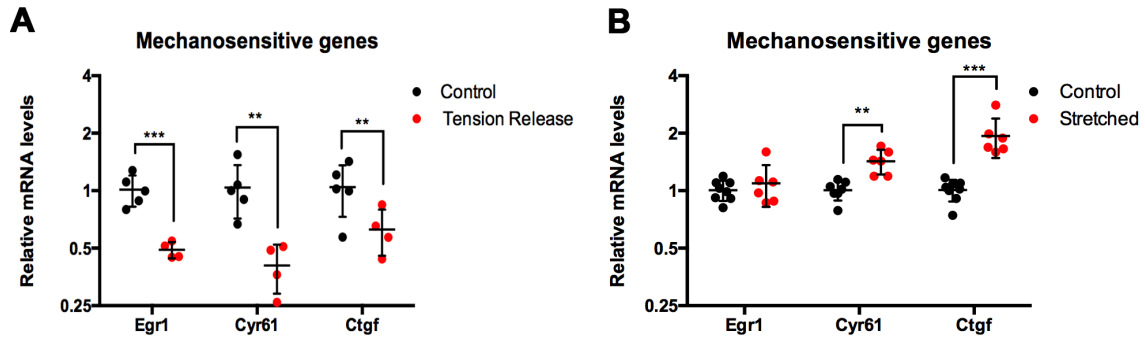 A
Mechanosensitive genes
Relative mRNA levels
4
2
1
0.5
0.25
***
**
**
Control
Tension Release
Egr1
Cyr61
Ctgf
B
Mechanosensitive genes
Relative mRNA levels
4
2
1
0.5
0.25
**
***
Control
Stretched
Egr1
Cyr61
Ctgf